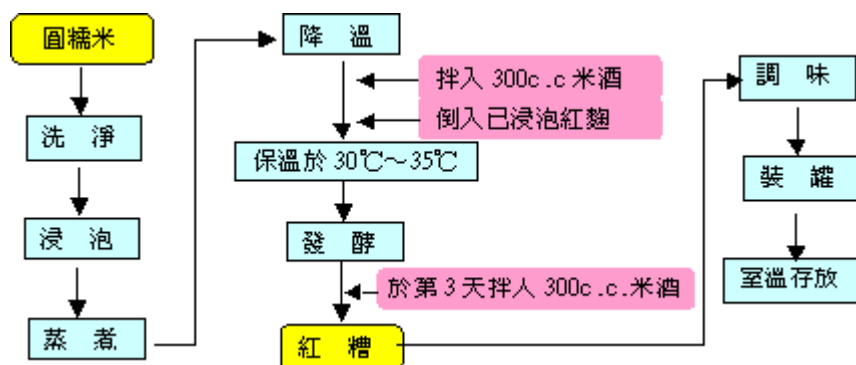 圓糯米
洗 淨
浸 泡
蒸 煮
降 溫
拌入 300c.c 米酒
倒入已浸泡紅麴
保溫於 30℃～35℃
發 酵
於第 3 天拌人 300c.c.米酒
紅 糟
調 味
裝 罐
室溫存放